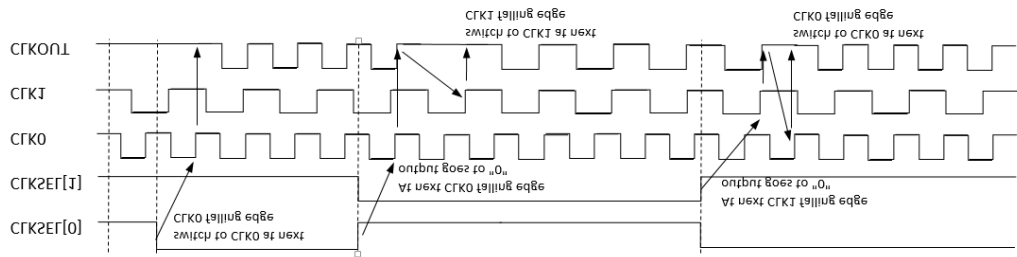 CLKSEL[0]
switch to CLK0 at next
CLK0 falling edge
CLKSEL[1]
At next CLK0 falling edge
output goes to "0"
At next CLK1 falling edge
output goes to "0"
CLK0
CLK1
CLKOUT
switch to CLK1 at next
CLK1 falling edge
switch to CLK0 at next
CLK0 falling edge